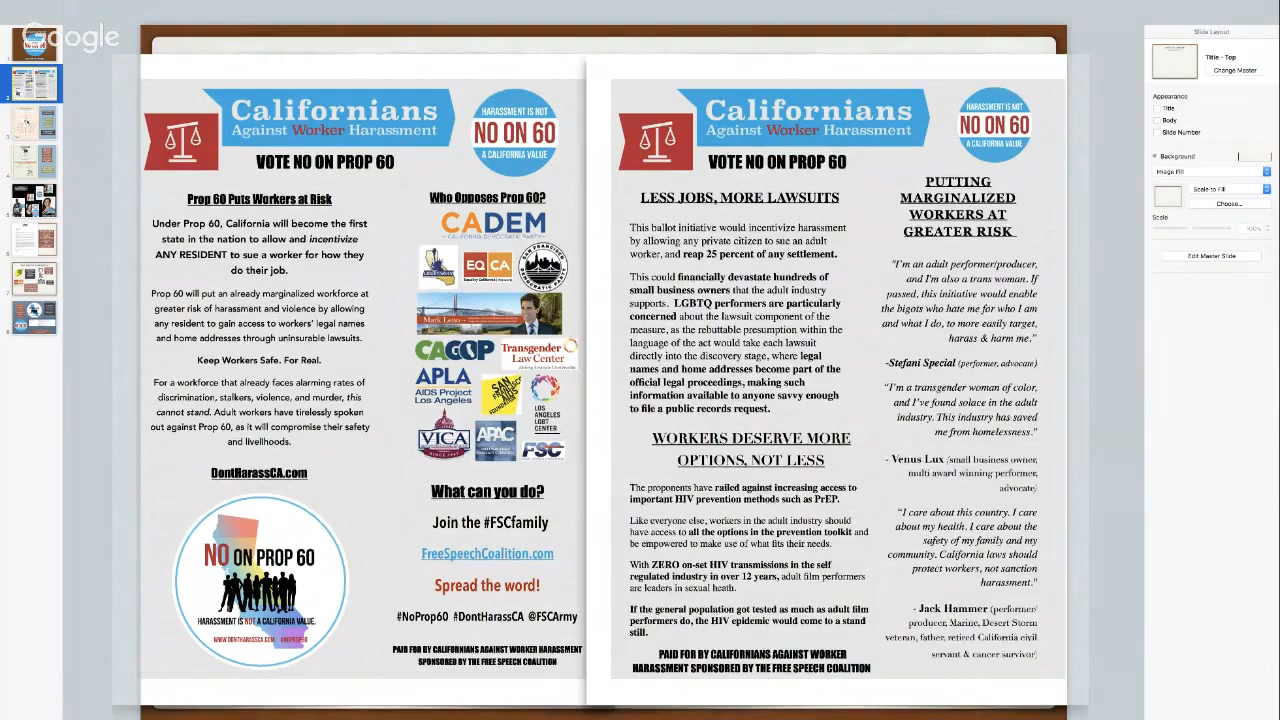 Google
Californians
Against Worker Harassment
HARASSMENT IS NOT
NO ON 60
A CALIFORNIA VALUE
VOTE NO ON PROP 60
Prop 60 Puts Workers at Risk
Under Prop 60, California will become the first
state in the nation to allow and incentivize
ANY RESIDENT to sue a worker for how they
do their job.
Prop 60 will put an already marginalized workforce at
greater risk of harassment and violence by allowing
any resident to gain access to workers' legal names
and home addresses through uninsurable lawsuits.
Keep Workers Safe. For Real.
For a workforce that already faces alarming rates of
discrimination, stalkers, violence, and murder, this
cannot stand. Adult workers have tirelessly spoken
out against Prop 60, as it will compromise their safety
and livelihoods.
DontHarassCA.com
NO ON PROP 60
HARASSMENT IS NOT A CALIFORNIA VALUE.
WWW.DONTHARASSCA.COM #NOPROP60
Who Opposes Prop 60?
CADEM
CALIFORNIA DEMOCRATIC PARTY
EQ
CA
SAN FRANCISCO
DEMOCRATIC PARTY
Mark Leno
CAGOP
Transgender
Law Center
APLA
AIDS Project
Los Angeles
SAN
FRANCISCO
AIDS
FOUNDATION
LOS
ANGELES
LGBT
CENTER
VICA
APAC
FSC
What can you do?
Join the #FSCfamily
FreeSpeechCoalition.com
Spread the word!
#NoProp60 #DontHarassCA @FSCArmy
PAID FOR BY CALIFORNIANS AGAINST WORKER HARASSMENT
SPONSORED BY THE FREE SPEECH COALITION
Californians
Against Worker Harassment
HARASSMENT IS NOT
NO ON 60
A CALIFORNIA VALUE
VOTE NO ON PROP 60
LESS JOBS, MORE LAWSUITS
This ballot initiative would incentivize harassment
by allowing any private citizen to sue an adult
worker, and reap 25 percent of any settlement.
This could financially devastate hundreds of
small business owners that the adult industry
supports. LGBTQ performers are particularly
concerned about the lawsuit component of the
measure, as the rebuttable presumption within the
language of the act would take each lawsuit
directly into the discovery stage, where legal
names and home addresses become part of the
official legal proceedings, making such
information available to anyone savvy enough
to file a public records request.
WORKERS DESERVE MORE
OPTIONS, NOT LESS
The proponents have railed against increasing access to
important HIV prevention methods such as PrEP.
Like everyone else, workers in the adult industry should
have access to all the options in the prevention toolkit and
be empowered to make use of what fits their needs.
With ZERO on-set HIV transmissions in the self
regulated industry in over 12 years, adult film performers
are leaders in sexual heath.
If the general population got tested as much as adult film
performers do, the HIV epidemic would come to a stand
still.
PAID FOR BY CALIFORNIANS AGAINST WORKER
HARASSMENT SPONSORED BY THE FREE SPEECH COALITION
PUTTING
MARGINALIZED
WORKERS AT
GREATER RISK
"I'm an adult performer/producer,
and I'm also a trans woman. If
passed, this initiative would enable
the bigots who hate me for who I am
and what I do, to more easily target,
harass & harm me."
-Stefani Special (performer, advocate)
"I'm a transgender woman of color,
and I've found solace in the adult
industry. This industry has saved
me from homelessness."
- Venus Lux (small business owner,
multi award winning performer,
advocate)
"I care about this country. I care
about my health. I care about the
safety of my family and my
community. California laws should
protect workers, not sanction
harassment."
- Jack Hammer (performer/
producer, Marine, Desert Storm
veteran, father, retired California civil
servant & cancer survivor)
Slide Layout
Title - Top
Change Master
Appearance
Title
Body
Slide Number
Background
Image Fill
Scale to Fill
Choose...
Scale
100%
Edit Master Slide
1
2
3
4
5
6
7
8